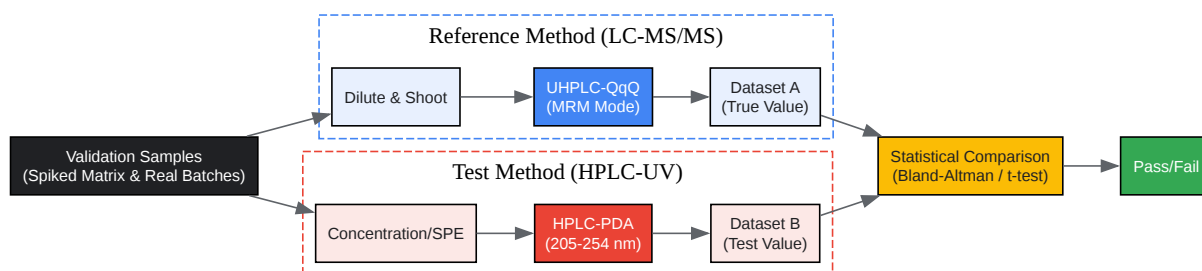 Reference Method (LC-MS/MS)
Dilute & Shoot
UHPLC-QqQ
(MRM Mode)
Dataset A
(True Value)
Validation Samples
(Spiked Matrix & Real Batches)
Test Method (HPLC-UV)
Concentration/SPE
HPLC-PDA
(205-254 nm)
Dataset B
(Test Value)
Statistical Comparison
(Bland-Altman / t-test)
Pass/Fail